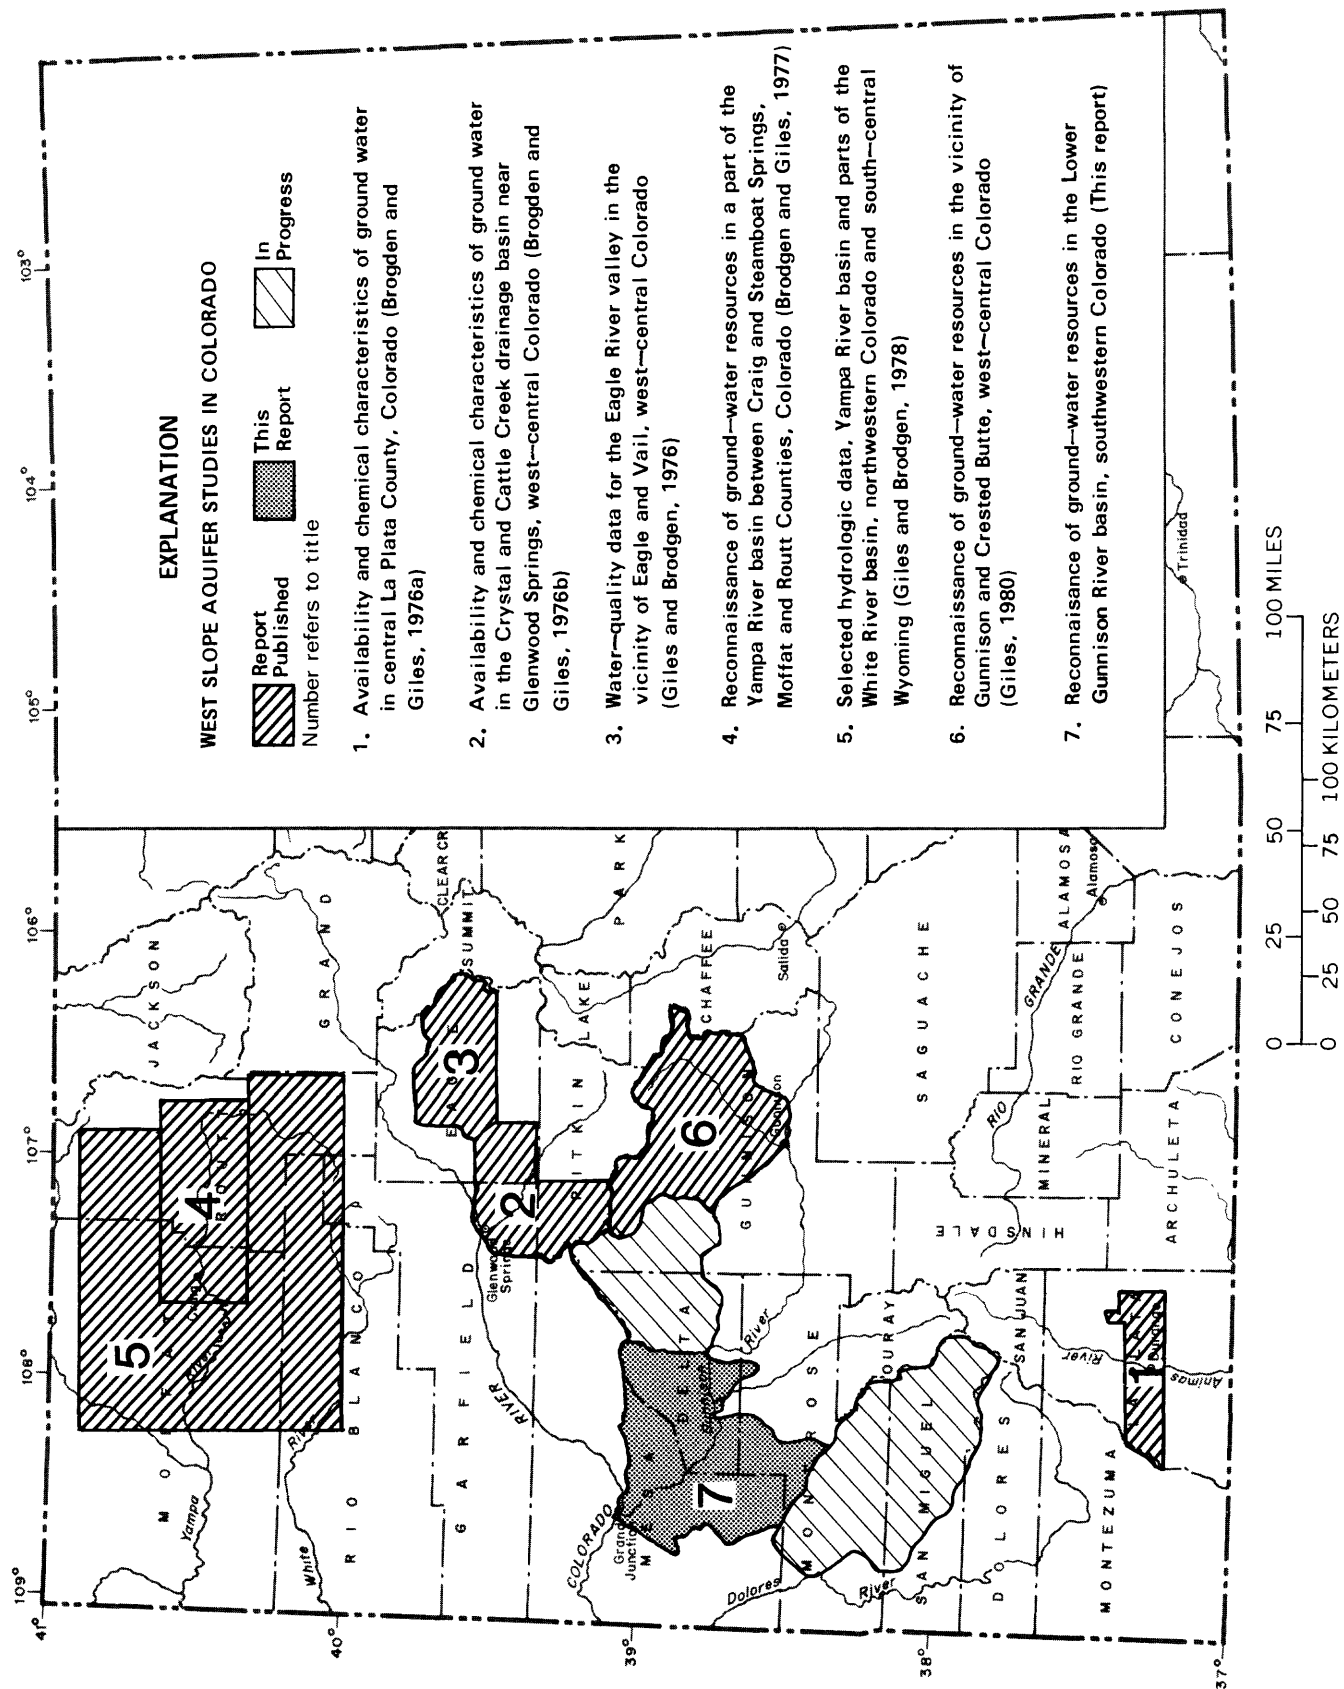 EXPLANATION
WEST SLOPE AQUIFER STUDIES IN COLORADO
Report
Published
This
Report
In
Progress
Number refers to title
1. Availability and chemical characteristics of ground water
in central La Plata County, Colorado (Brogden and
Giles, 1976a)
2. Availability and chemical characteristics of ground water
in the Crystal and Cattle Creek drainage basin near
Glenwood Springs, west—central Colorado (Brogden and
Giles, 1976b)
3. Water—quality data for the Eagle River valley in the
vicinity of Eagle and Vail, west—central Colorado
(Giles and Brodgen, 1976)
4. Reconnaissance of ground—water resources in a part of the
Yampa River basin between Craig and Steamboat Springs,
Moffat and Routt Counties, Colorado (Brodgen and Giles, 1977)
5. Selected hydrologic data, Yampa River basin and parts of the
White River basin, northwestern Colorado and south—central
Wyoming (Giles and Brodgen, 1978)
6. Reconnaissance of ground—water resources in the vicinity of
Gunnison and Crested Butte, west—central Colorado
(Giles, 1980)
7. Reconnaisance of ground—water resources in the Lower
Gunnison River basin, southwestern Colorado (This report)
109°
108°
107°
106°
105°
104°
103°
41°
40°
39°
38°
37°
MOFFAT
ROUTT
JACKSON
Craig
Yampa
River
5
4
White
River
RIO BLANCO
GRAND
GARFIELD
EAGLE
SUMMIT
CLEAR CR
3
2
Glenwood
Springs
COLORADO
RIVER
Grand
Junction
MESA
DELTA
PITKIN
LAKE
PARK
7
6
Gunnison
River
GUNNISON
Gunnison
CHAFFEE
Salida
MONTROSE
OURAY
Dolores
River
SAN MIGUEL
SAN JUAN
HINSDALE
SAGUACHE
DOLORES
MINERAL
RIO GRANDE
RIO
GRANDE
ALAMOSA
Alamosa
MONTEZUMA
LA PLATA
1
Durango
Animas
River
ARCHULETA
CONEJOS
Trinidad
0 25 50 75 100 MILES
0 25 50 75 100 KILOMETERS